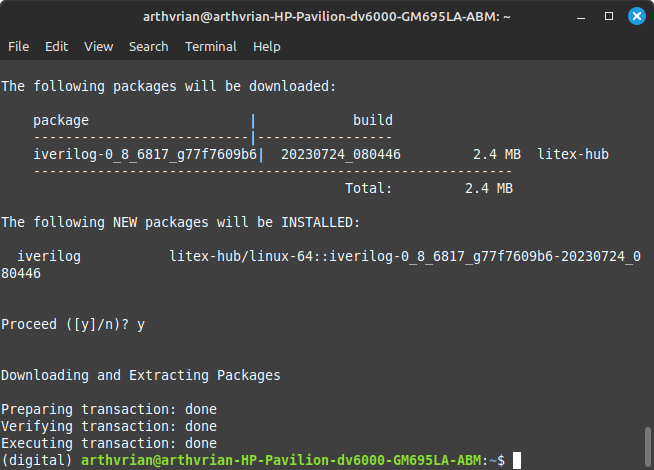 arthvrian@arthvrian-HP-Pavilion-dv6000-GM695LA-ABM: ~
File Edit View Search Terminal Help
The following packages will be downloaded:
package | build
---------------------------|-----------------
iverilog-0_8_6817_g77f7609b6| 20230724_080446 2.4 MB litex-hub
------------------------------------------------------------
Total: 2.4 MB
The following NEW packages will be INSTALLED:
iverilog litex-hub/linux-64::iverilog-0_8_6817_g77f7609b6-20230724_0
80446
Proceed ([y]/n)? y
Downloading and Extracting Packages
Preparing transaction: done
Verifying transaction: done
Executing transaction: done
(digital) arthvrian@arthvrian-HP-Pavilion-dv6000-GM695LA-ABM:~$